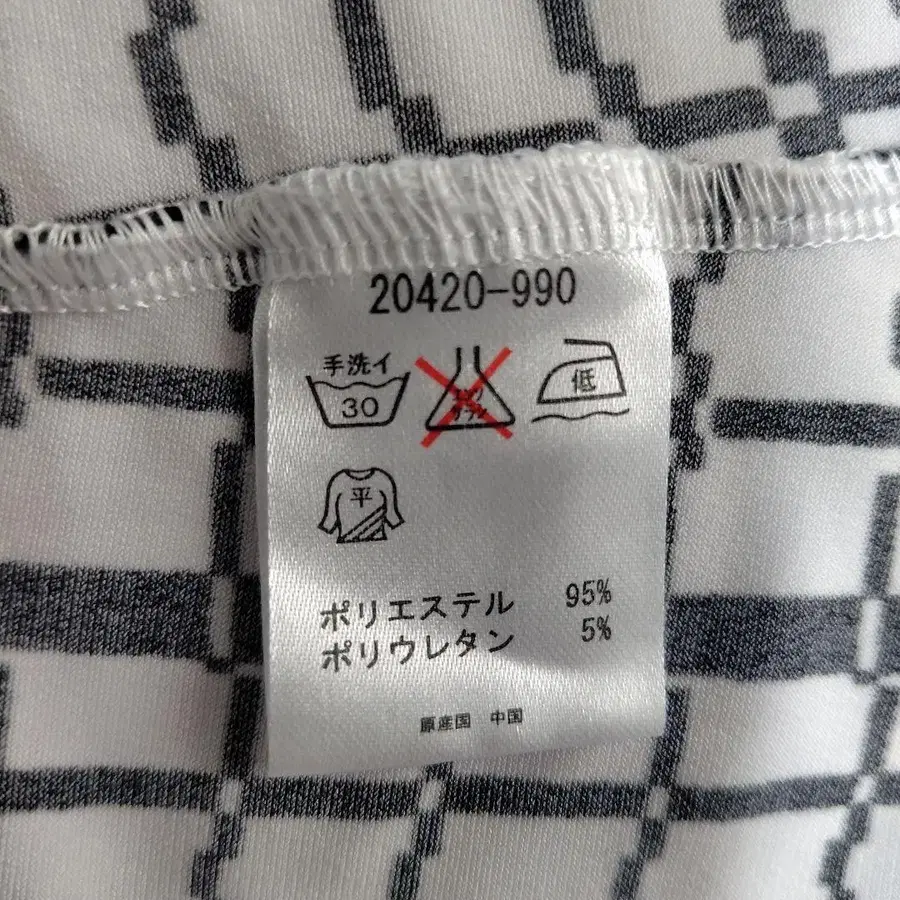 20420-990
手洗イ
30
エンソ
サラシ
低
平
ポリエステル 95%
ポリウレタン 5%
原産国 中国